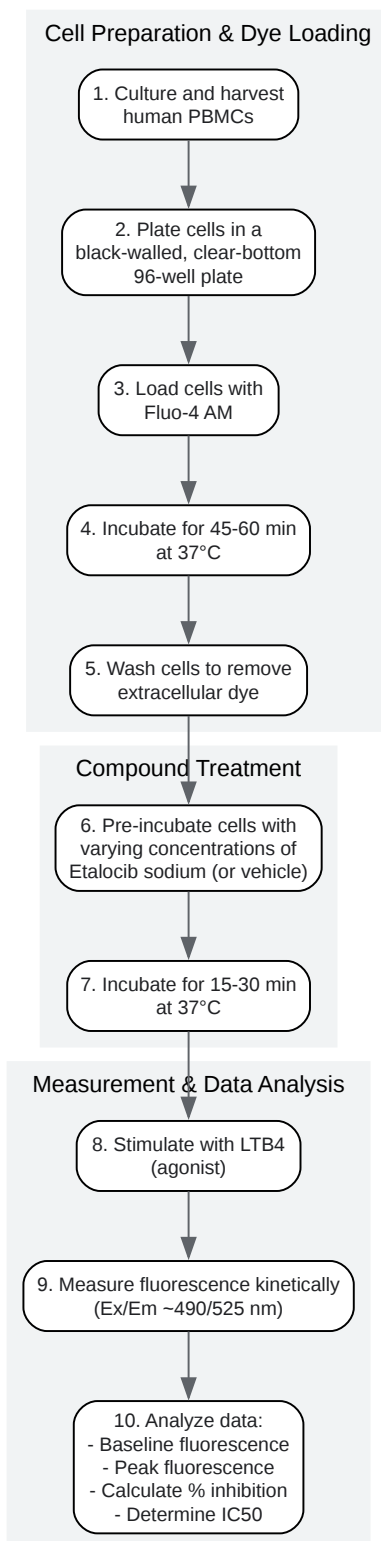 Cell Preparation & Dye Loading
1. Culture and harvest
human PBMCs
2. Plate cells in a
black-walled, clear-bottom
96-well plate
3. Load cells with
Fluo-4 AM
4. Incubate for 45-60 min
at 37°C
5. Wash cells to remove
extracellular dye
Compound Treatment
6. Pre-incubate cells with
varying concentrations of
Etalocib sodium (or vehicle)
7. Incubate for 15-30 min
at 37°C
Measurement & Data Analysis
8. Stimulate with LTB4
(agonist)
9. Measure fluorescence kinetically
(Ex/Em ~490/525 nm)
10. Analyze data:
- Baseline fluorescence
- Peak fluorescence
- Calculate % inhibition
- Determine IC50